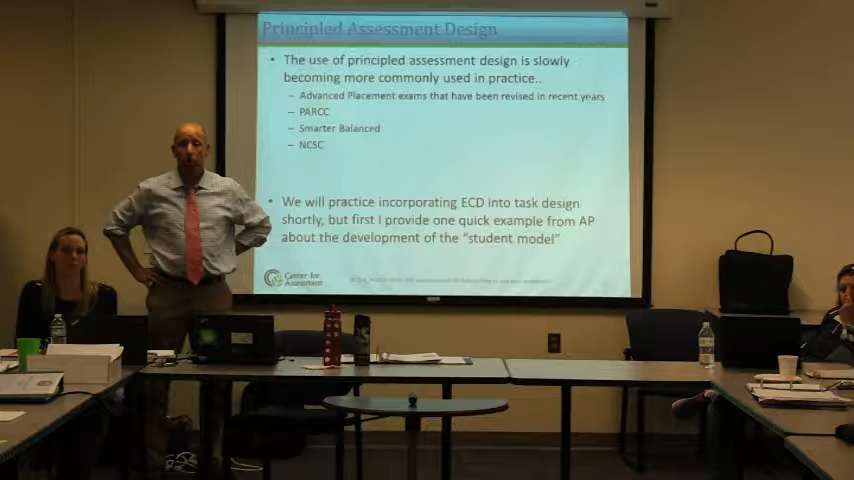 Principled Assessment Design
• The use of principled assessment design is slowly
becoming more commonly used in practice..
– Advanced Placement exams that have been revised in recent years
– PARCC
– Smarter Balanced
– NCSC
• We will practice incorporating ECD into task design
shortly, but first I provide one quick example from AP
about the development of the “student model”
Center for
Assessment